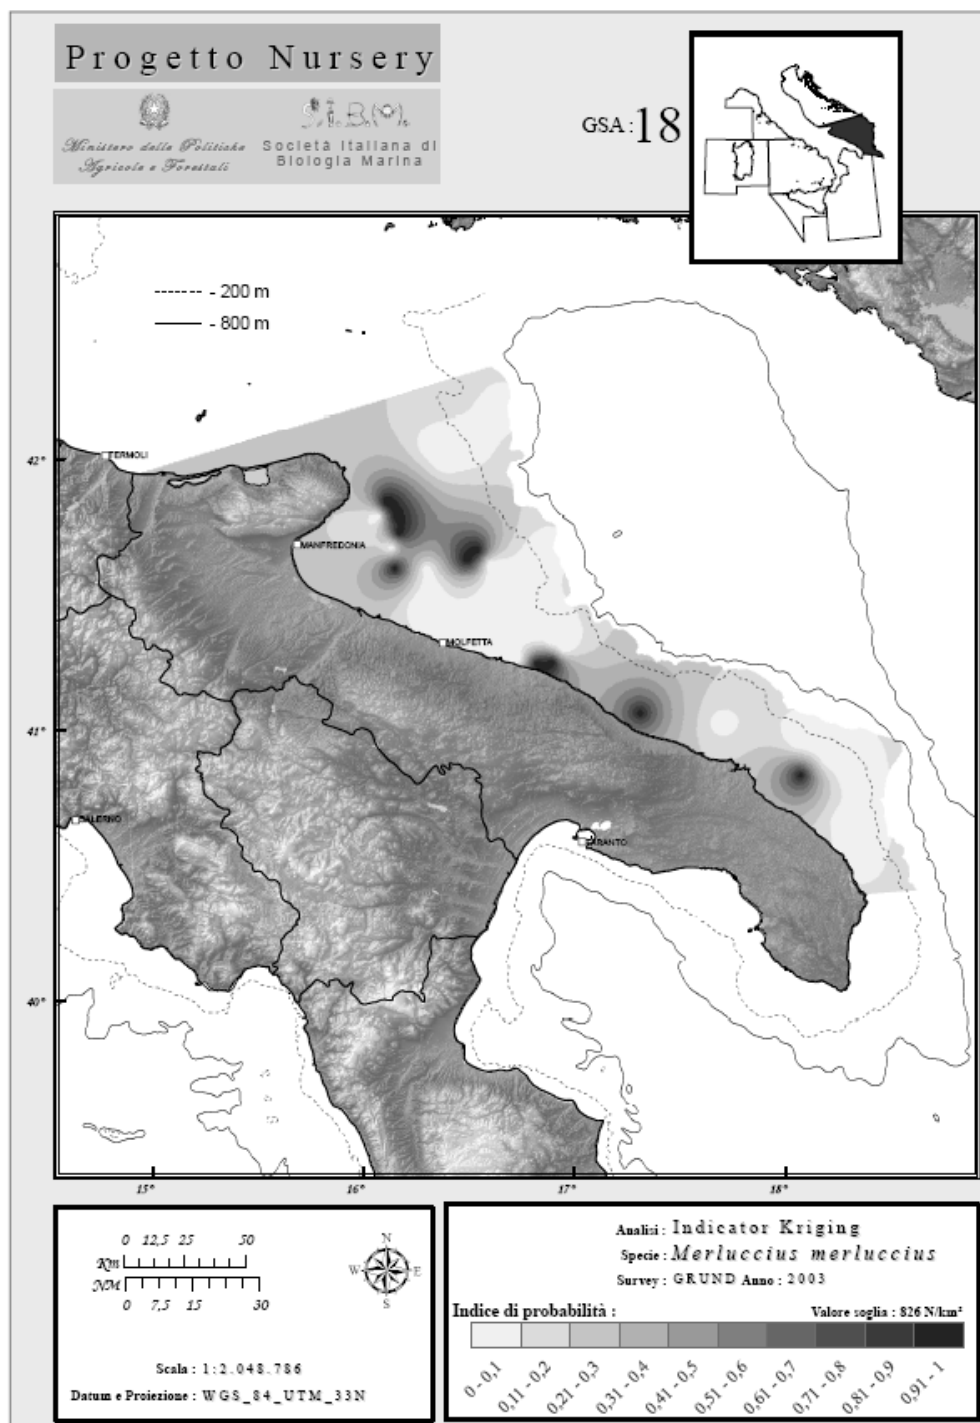 Progetto Nursery
Ministero delle Politiche
Agricole e Forestali
S.I.B.M.
Società Italiana di
Biologia Marina
GSA : 18
- 200 m
- 800 m
TERMOLI
MANFREDONIA
MOLFETTA
SALERNO
TARANTO
42°
41°
40°
15° 16° 17° 18°
0 12,5 25 50
Km
NM
0 7,5 15 30
N
W E
S
Scala : 1:2.048.786
Datum e Proiezione : WGS_84_UTM_33N
Analisi : Indicator Kriging
Specie : Merluccius merluccius
Survey : GRUND Anno : 2003
Indice di probabilità : Valore soglia : 826 N/km²
0 - 0,1 0,11 - 0,2 0,21 - 0,3 0,31 - 0,4 0,41 - 0,5 0,51 - 0,6 0,61 - 0,7 0,71 - 0,8 0,81 - 0,9 0,91 - 1